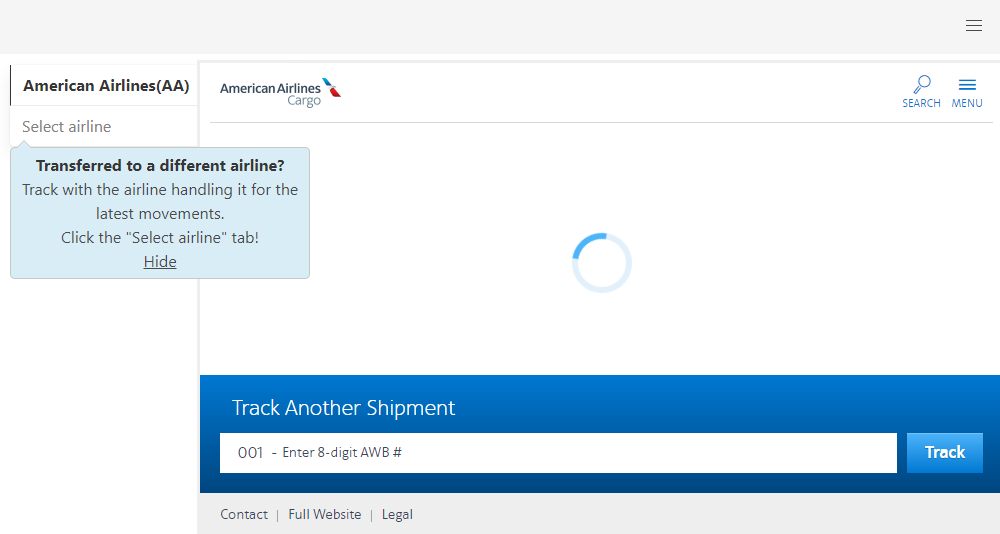 American Airlines(AA)
Select airline
Transferred to a different airline?
Track with the airline handling it for the
latest movements.
Click the "Select airline" tab!
Hide
American Airlines
Cargo
SEARCH
MENU
Track Another Shipment
001 - Enter 8-digit AWB #
Track
Contact | Full Website | Legal